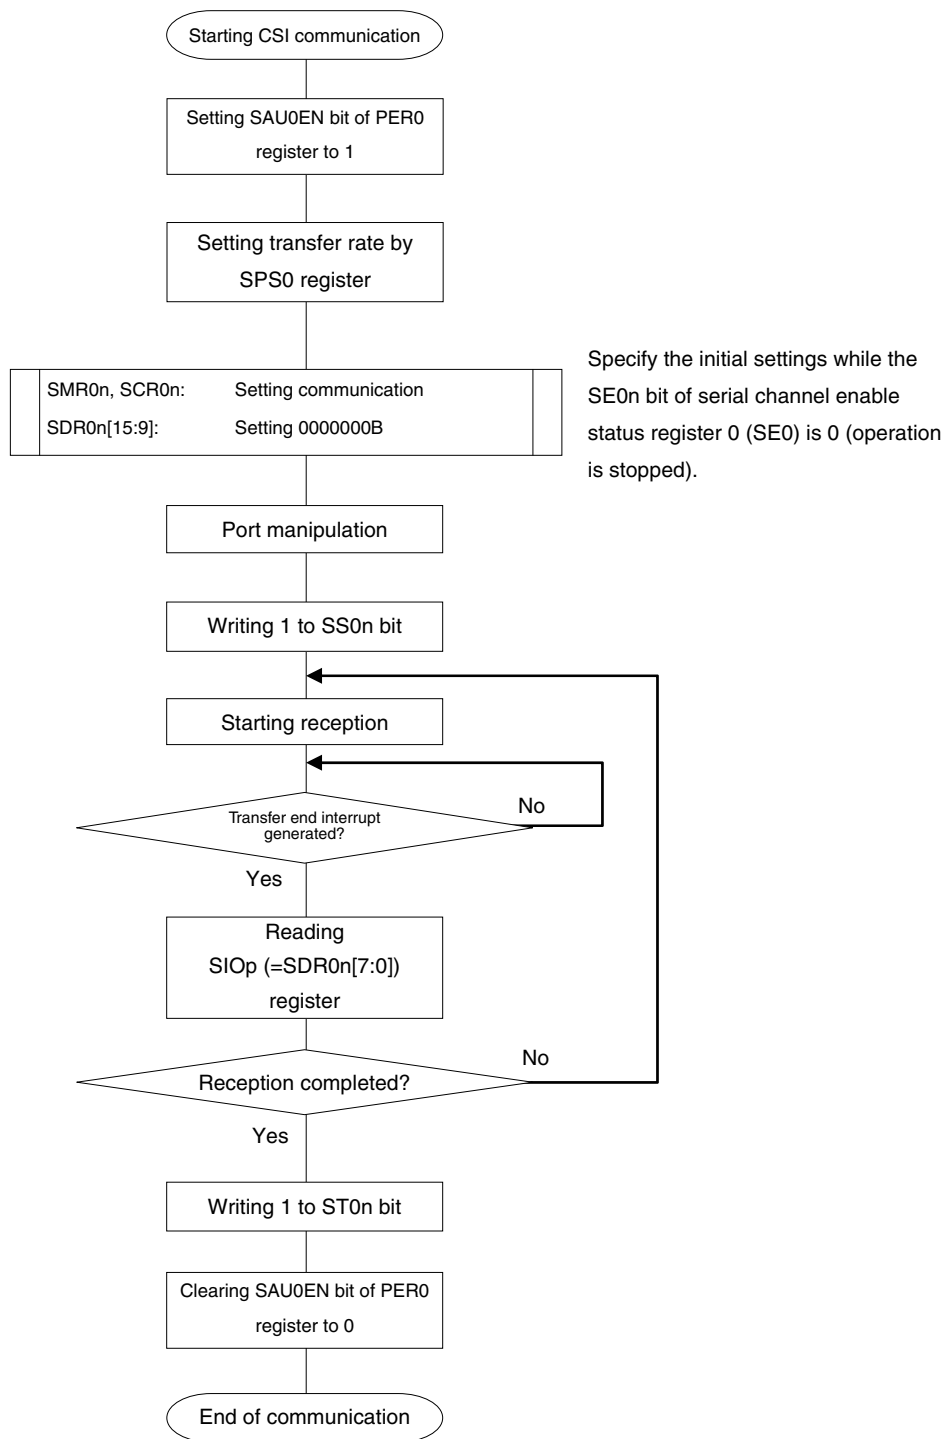 Starting CSI communication
Setting SAU0EN bit of PER0
register to 1
Setting transfer rate by
SPS0 register
Specify the initial settings while the
SE0n bit of serial channel enable
status register 0 (SE0) is 0 (operation
is stopped).
SMR0n, SCR0n: Setting communication
SDR0n[15:9]: Setting 0000000B
Port manipulation
Writing 1 to SS0n bit
Starting reception
No
Transfer end interrupt
generated?
Yes
Reading
SIOp (=SDR0n[7:0])
register
No
Reception completed?
Yes
Writing 1 to ST0n bit
Clearing SAU0EN bit of PER0
register to 0
End of communication